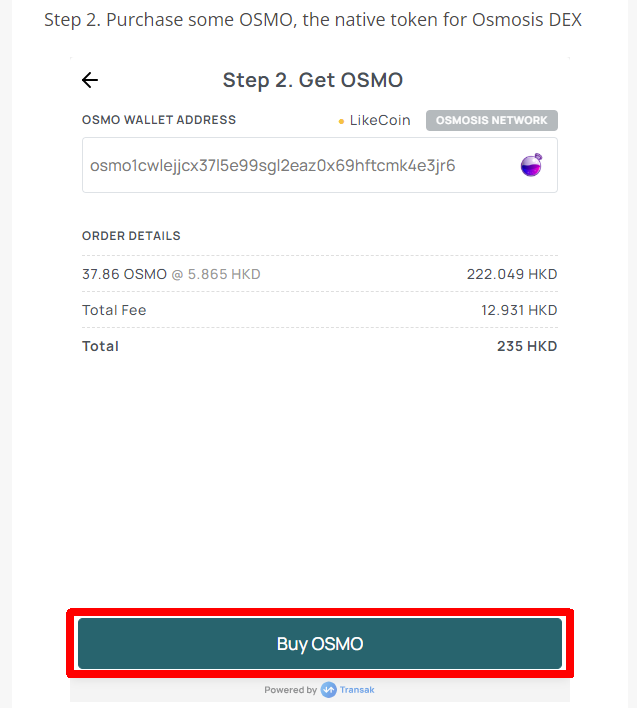 Step 2. Purchase some OSMO, the native token for Osmosis DEX
Step 2. Get OSMO
OSMO WALLET ADDRESS LikeCoin OSMOSIS NETWORK
osmo1cwlejjcx37l5e99sgl2eaz0x69hftcmk4e3jr6
ORDER DETAILS
37.86 OSMO @ 5.865 HKD 222.049 HKD
Total Fee 12.931 HKD
Total 235 HKD
Buy OSMO
Powered by Transak